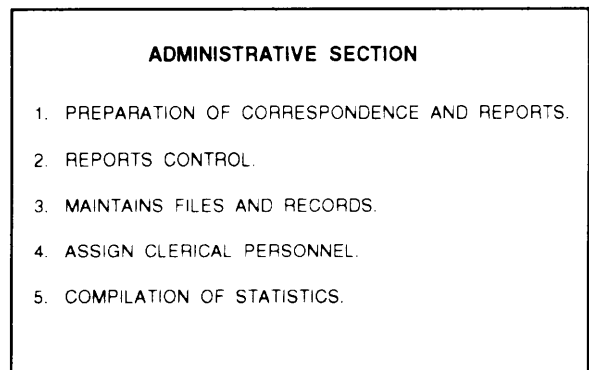 ADMINISTRATIVE SECTION
1. PREPARATION OF CORRESPONDENCE AND REPORTS.
2. REPORTS CONTROL.
3. MAINTAINS FILES AND RECORDS.
4. ASSIGN CLERICAL PERSONNEL.
5. COMPILATION OF STATISTICS.